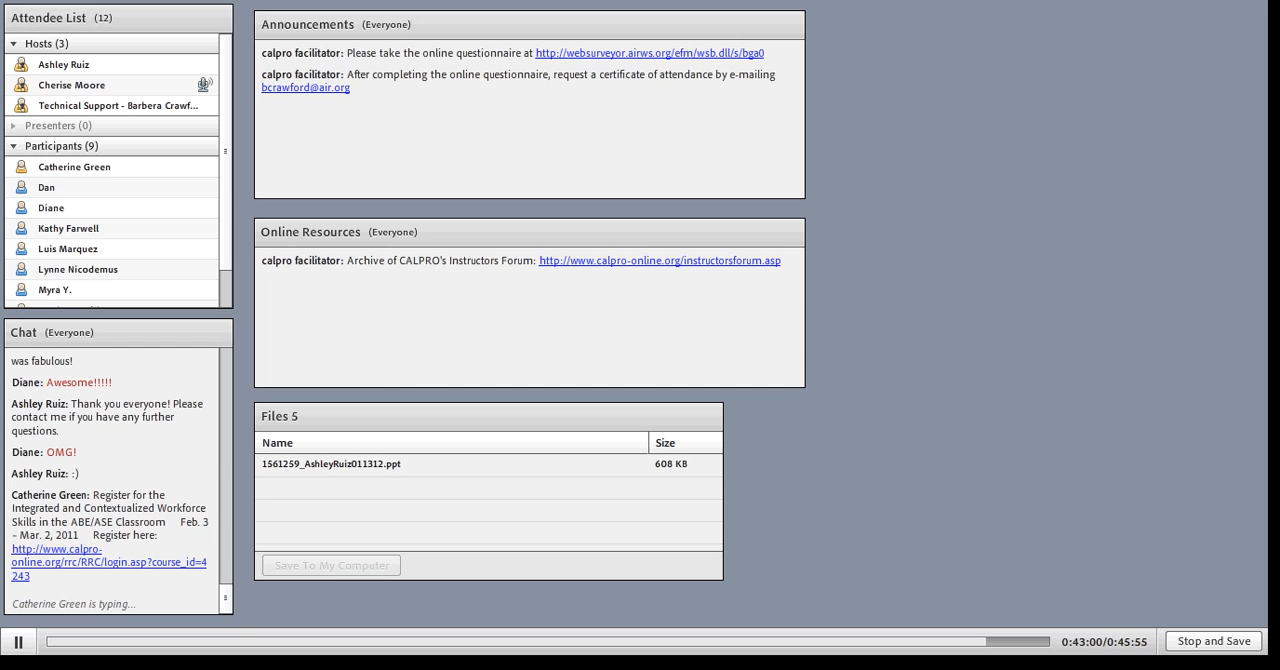 Attendee List (12)
Hosts (3)
Ashley Ruiz
Cherise Moore
Technical Support - Barbera Crawf...
Presenters (0)
Participants (9)
Catherine Green
Dan
Diane
Kathy Farwell
Luis Marquez
Lynne Nicodemus
Myra Y.
Chat (Everyone)
was fabulous!
Diane: Awesome!!!!!
Ashley Ruiz: Thank you everyone! Please
contact me if you have any further
questions.
Diane: OMG!
Ashley Ruiz: :)
Catherine Green: Register for the
Integrated and Contextualized Workforce
Skills in the ABE/ASE Classroom Feb. 3
- Mar. 2, 2011 Register here:
http://www.calpro-
online.org/rrc/RRC/login.asp?course_id=4
243
Catherine Green is typing...
Announcements (Everyone)
calpro facilitator: Please take the online questionnaire at http://websurveyor.airws.org/efm/wsb.dll/s/bga0
calpro facilitator: After completing the online questionnaire, request a certificate of attendance by e-mailing
bcrawford@air.org
Online Resources (Everyone)
calpro facilitator: Archive of CALPRO's Instructors Forum: http://www.calpro-online.org/instructorsforum.asp
Files 5
Name Size
1561259_AshleyRuiz011312.ppt 608 KB
Save To My Computer
0:43:00/0:45:55
Stop and Save